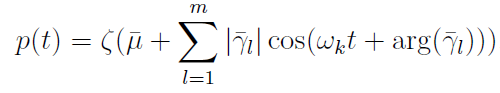 p(t) = ζ(μ̄ + ∑_{l=1}^{m} |γ̄_l| cos(ω_k t + arg(γ̄_l)))